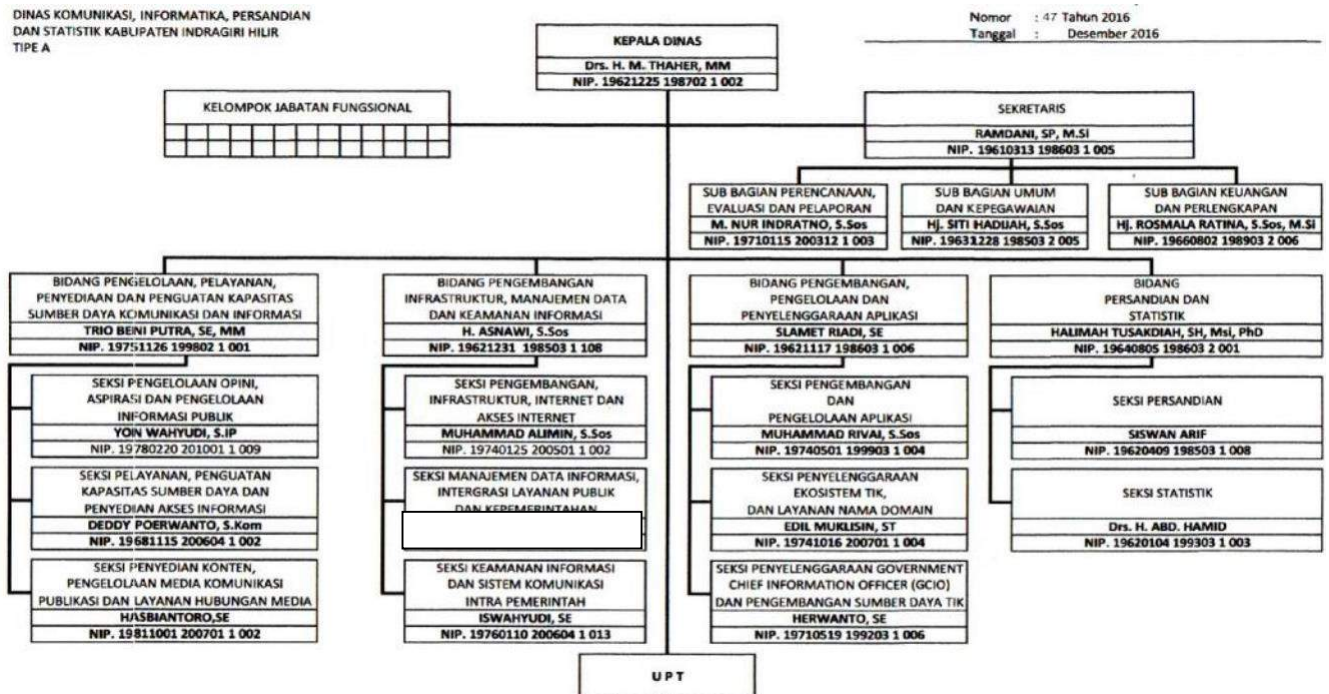 DINAS KOMUNIKASI, INFORMATIKA, PERSANDIAN
DAN STATISTIK KABUPATEN INDRAGIRI HILIR
TIPE A
Nomor : 47 Tahun 2016
Tanggal : Desember 2016
KEPALA DINAS
Drs. H. M. THAHER, MM
NIP. 19621225 198702 1 002
KELOMPOK JABATAN FUNGSIONAL
SEKRETARIS
RAMDANI, SP, M.Si
NIP. 19610313 198603 1 005
SUB BAGIAN PERENCANAAN,
EVALUASI DAN PELAPORAN
M. NUR INDRATNO, S.Sos
NIP. 19710115 200312 1 003
SUB BAGIAN UMUM
DAN KEPEGAWAIAN
Hj. SITI HADIJAH, S.Sos
NIP. 19631228 198503 2 005
SUB BAGIAN KEUANGAN
DAN PERLENGKAPAN
Hj. ROSMALA RATINA, S.Sos, M.Si
NIP. 19660802 198903 2 006
BIDANG PENGELOLAAN, PELAYANAN,
PENYEDIAAN DAN PENGUATAN KAPASITAS
SUMBER DAYA KOMUNIKASI DAN INFORMASI
TRIO BENI PUTRA, SE, MM
NIP. 19751126 199802 1 001
SEKSI PENGELOLAAN OPINI,
ASPIRASI DAN PENGELOLAAN
INFORMASI PUBLIK
YOIN WAHYUDI, S.IP
NIP. 19780220 201001 1 009
SEKSI PELAYANAN, PENGUATAN
KAPASITAS SUMBER DAYA DAN
PENYEDIAN AKSES INFORMASI
DEDDY POERWANTO, S.Kom
NIP. 19681115 200604 1 002
SEKSI PENYEDIAN KONTEN,
PENGELOLAAN MEDIA KOMUNIKASI
PUBLIKASI DAN LAYANAN HUBUNGAN MEDIA
HASBIANTORO,SE
NIP. 19811001 200701 1 002
BIDANG PENGEMBANGAN
INFRASTRUKTUR, MANAJEMEN DATA
DAN KEAMANAN INFORMASI
H. ASNAWI, S.Sos
NIP. 19621231 198503 1 108
SEKSI PENGEMBANGAN,
INFRASTRUKTUR, INTERNET DAN
AKSES INTERNET
MUHAMMAD ALIMIN, S.Sos
NIP. 19740125 200501 1 002
SEKSI MANAJEMEN DATA INFORMASI,
INTERGRASI LAYANAN PUBLIK
DAN KEPEMERINTAHAN
SEKSI KEAMANAN INFORMASI
DAN SISTEM KOMUNIKASI
INTRA PEMERINTAH
ISWAHYUDI, SE
NIP. 19760110 200604 1 013
BIDANG PENGEMBANGAN,
PENGELOLAAN DAN
PENYELENGGARAAN APLIKASI
SLAMET RIADI, SE
NIP. 19621117 198603 1 006
SEKSI PENGEMBANGAN
DAN
PENGELOLAAN APLIKASI
MUHAMMAD RIVAI, S.Sos
NIP. 19740501 199903 1 004
SEKSI PENYELENGGARAAN
EKOSISTEM TIK,
DAN LAYANAN NAMA DOMAIN
EDIL MUKLISIN, ST
NIP. 19741016 200701 1 004
SEKSI PENYELENGGARAAN GOVERNMENT
CHIEF INFORMATION OFFICER (GCIO)
DAN PENGEMBANGAN SUMBER DAYA TIK
HERWANTO, SE
NIP. 19710519 199203 1 006
BIDANG
PERSANDIAN DAN
STATISTIK
HALIMAH TUSAKDIAH, SH, Msi, PhD
NIP. 19640805 198603 2 001
SEKSI PERSANDIAN
SISWAN ARIF
NIP. 19620409 198503 1 008
SEKSI STATISTIK
Drs. H. ABD. HAMID
NIP. 19620104 199303 1 003
UPT